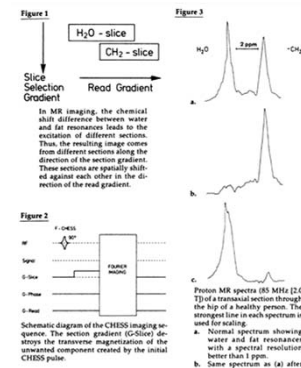 Figure 1
H₂O - slice
CH₂ - slice
Slice
Selection
Gradient
Read Gradient
In MR imaging, the chemical
shift difference between water
and fat resonances leads to the
excitation of different sections.
Thus, the resulting image comes
from different sections along the
direction of the section gradient.
These sections are spatially shift-
ed against each other in the di-
rection of the read gradient.
Figure 2
F-CHESS
90°
RF
Signal
G-Slice
G-Phase
G-Read
FOURIER
IMAGING
Schematic diagram of the CHESS imaging se-
quence. The section gradient (G-Slice) de-
stroys the transverse magnetization of the
unwanted component created by the initial
CHESS pulse.
Figure 3
H₂O
2 ppm
-CH
a.
b.
c.
Proton MR spectra (85 MHz [2.0
T]) of a transaxial section through
the hip of a healthy person. The
strongest line in each spectrum is
used for scaling.
a. Normal spectrum showing
water and fat resonances
with a spectral resolution
better than 1 ppm.
b. Same spectrum as (a) after